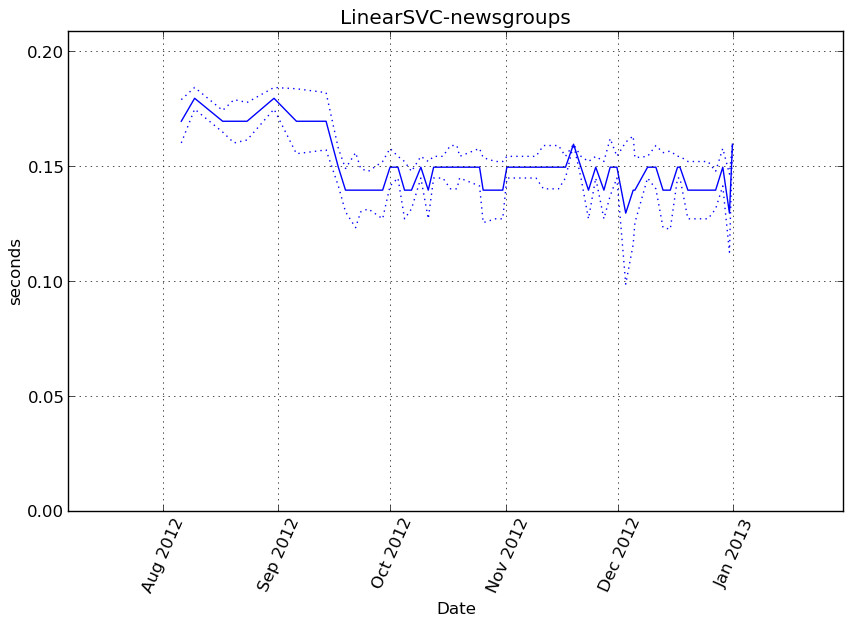 LinearSVC-newsgroups
0.20
0.15
0.10
0.05
0.00
seconds
Aug 2012
Sep 2012
Oct 2012
Nov 2012
Dec 2012
Jan 2013
Date